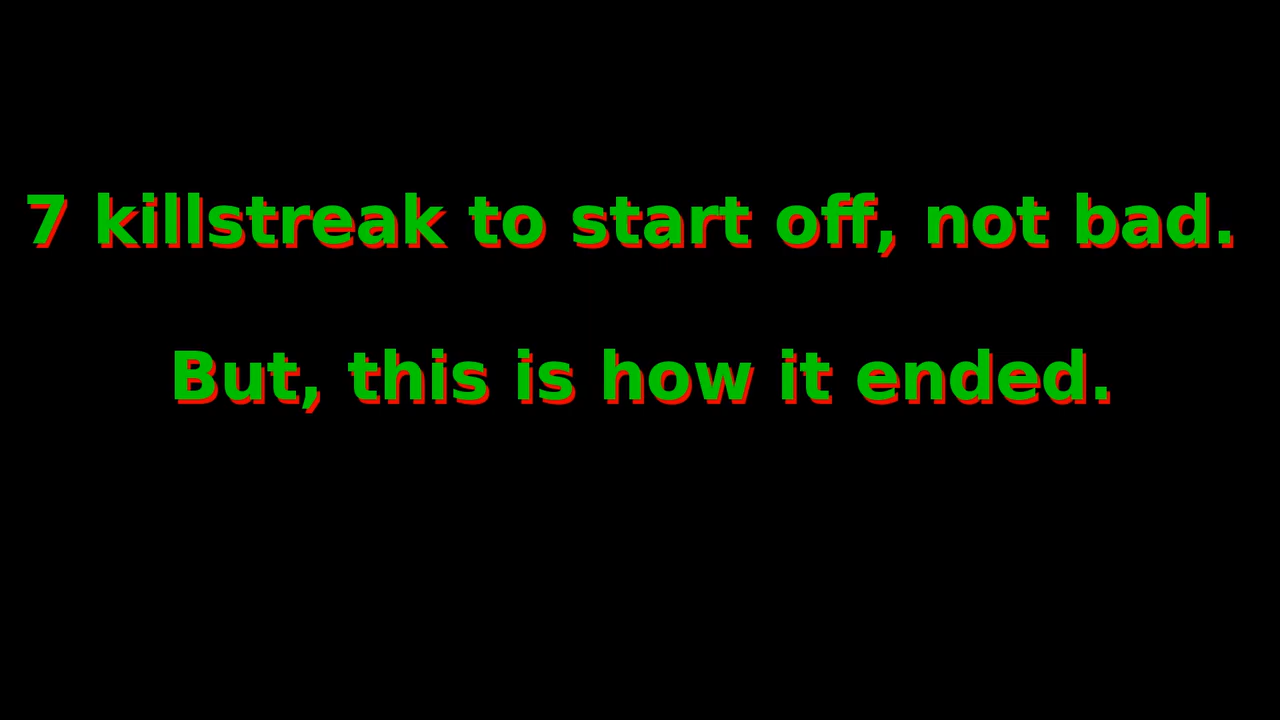 7 killstreak to start off, not bad.
But, this is how it ended.